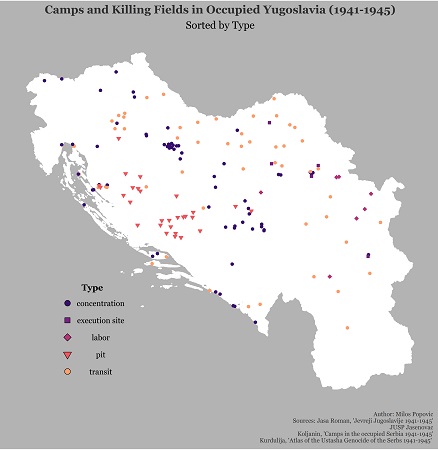 Camps and Killing Fields in Occupied Yugoslavia (1941-1945)
Sorted by Type
Type
concentration
execution site
labor
pit
transit
Author: Milos Popovic
Sources: Jasa Roman, 'Jevreji Jugoslavije 1941-1945'
JUSP Jasenovac
Koljanin, 'Camps in the occupied Serbia 1941-1945'
Kurdulija, 'Atlas of the Ustasha Genocide of the Serbs 1941-1945'